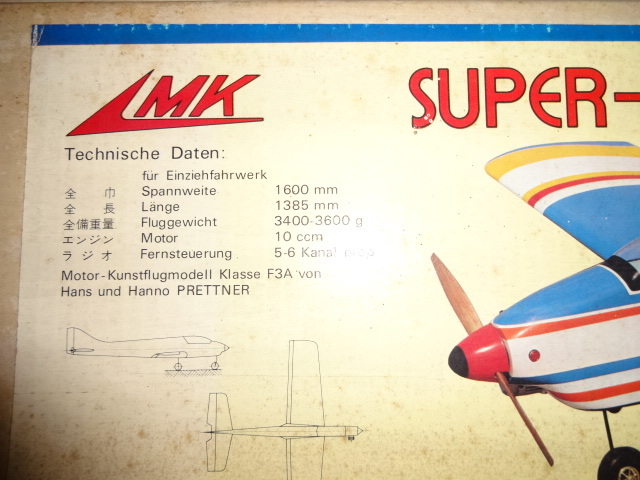 MK
SUPER-
Technische Daten:
für Einziehfahrwerk
全 巾 Spannweite 1600 mm
全 長 Länge 1385 mm
全備重量 Fluggewicht 3400-3600 g
エンジン Motor 10 ccm
ラジオ Fernsteuerung 5-6 Kanal
Motor-Kunstflugmodell Klasse F3A von
Hans und Hanno PRETTNER